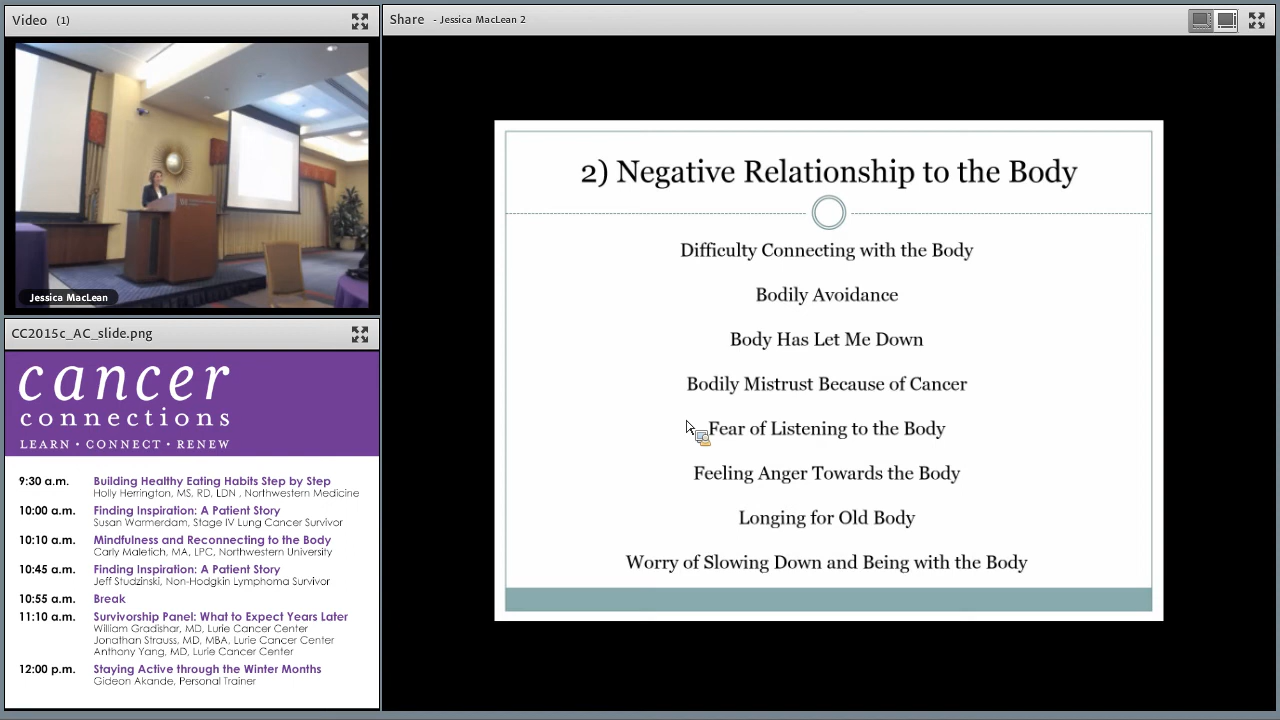 Video (1)
Jessica MacLean
CC2015c_AC_slide.png
cancer
connections
LEARN • CONNECT • RENEW
9:30 a.m. Building Healthy Eating Habits Step by Step
Holly Herrington, MS, RD, LDN , Northwestern Medicine
10:00 a.m. Finding Inspiration: A Patient Story
Susan Warmerdam, Stage IV Lung Cancer Survivor
10:10 a.m. Mindfulness and Reconnecting to the Body
Carly Maletich, MA, LPC, Northwestern University
10:45 a.m. Finding Inspiration: A Patient Story
Jeff Studzinski, Non-Hodgkin Lymphoma Survivor
10:55 a.m. Break
11:10 a.m. Survivorship Panel: What to Expect Years Later
William Gradishar, MD, Lurie Cancer Center
Jonathan Strauss, MD, MBA, Lurie Cancer Center
Anthony Yang, MD, Lurie Cancer Center
12:00 p.m. Staying Active through the Winter Months
Gideon Akande, Personal Trainer
Share - Jessica MacLean 2
2) Negative Relationship to the Body
Difficulty Connecting with the Body
Bodily Avoidance
Body Has Let Me Down
Bodily Mistrust Because of Cancer
Fear of Listening to the Body
Feeling Anger Towards the Body
Longing for Old Body
Worry of Slowing Down and Being with the Body